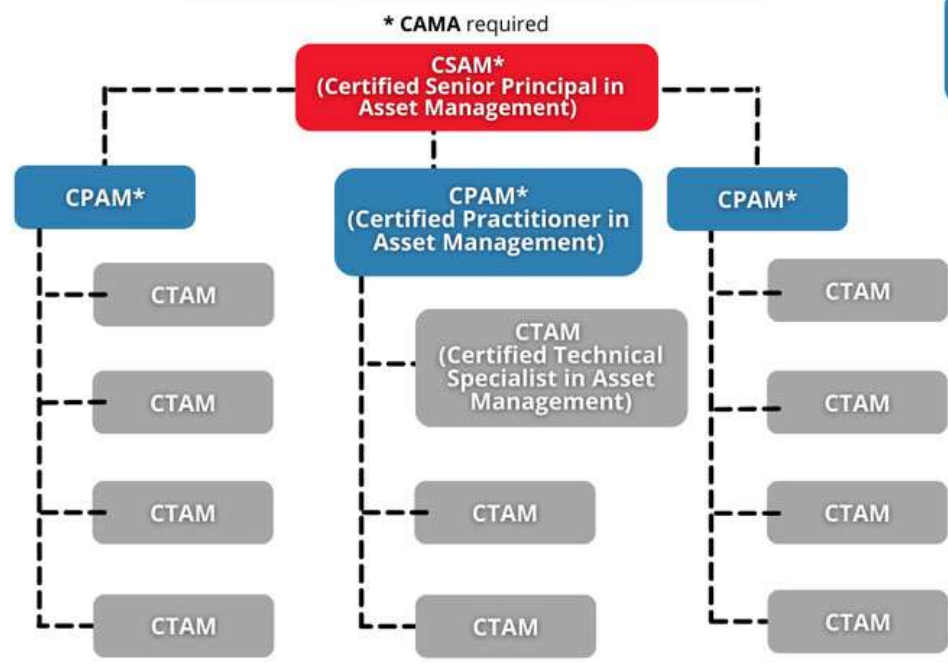 * CAMA required
CSAM*
(Certified Senior Principal in
Asset Management)
CPAM*
CPAM*
(Certified Practitioner in
Asset Management)
CPAM*
CTAM
CTAM
CTAM
CTAM
CTAM
(Certified Technical
Specialist in Asset
Management)
CTAM
CTAM
CTAM
CTAM
CTAM
CTAM